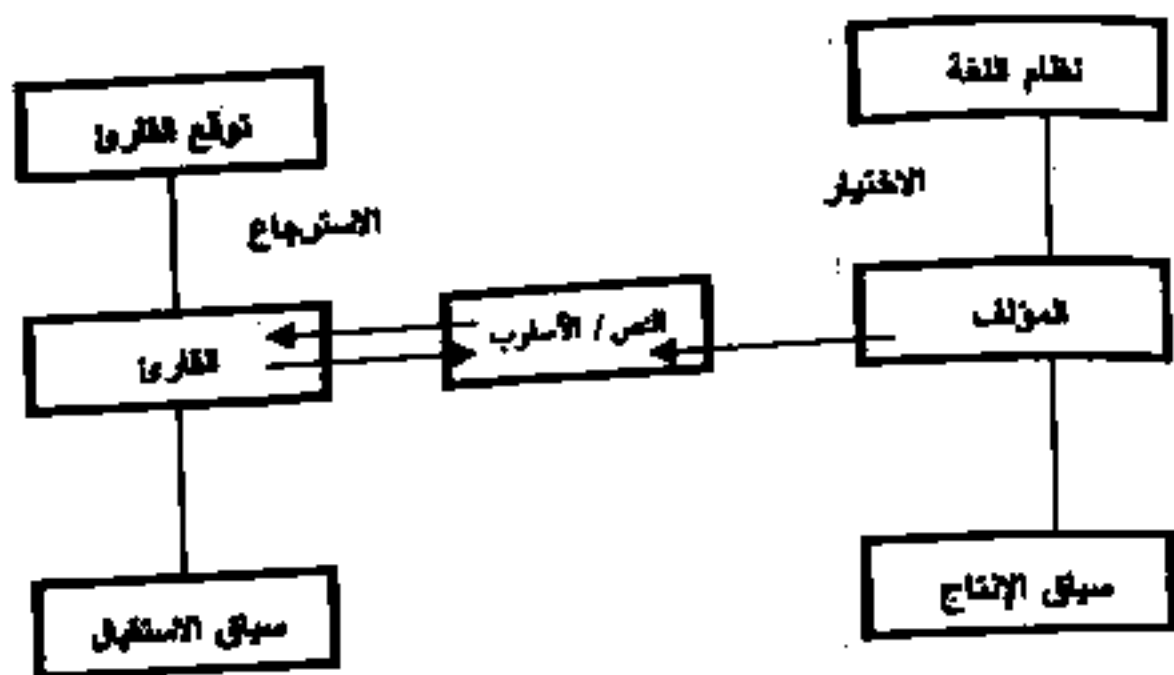 نظام اللغة
توقع القارئ
الاختيار
الاسترجاع
المؤلف
النص / الأسلوب
القارئ
سياق الإنتاج
سياق الاستقبال